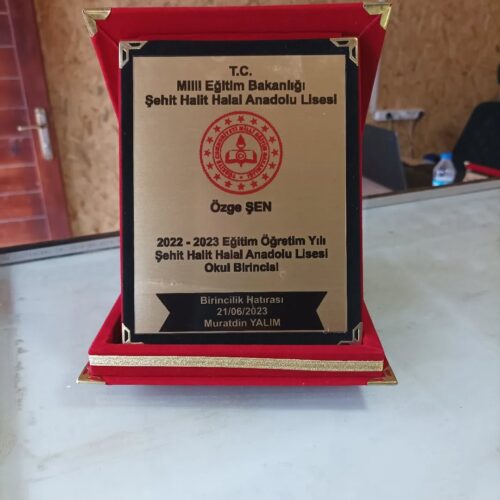 T.C.
Milli Eğitim Bakanlığı
Şehit Halit Halal Anadolu Lisesi
Özge ŞEN
2022 - 2023 Eğitim Öğretim Yılı
Şehit Halit Halal Anadolu Lisesi
Okul Birincisi
Birincilik Hatırası
21/06/2023
Muratdin YALIM